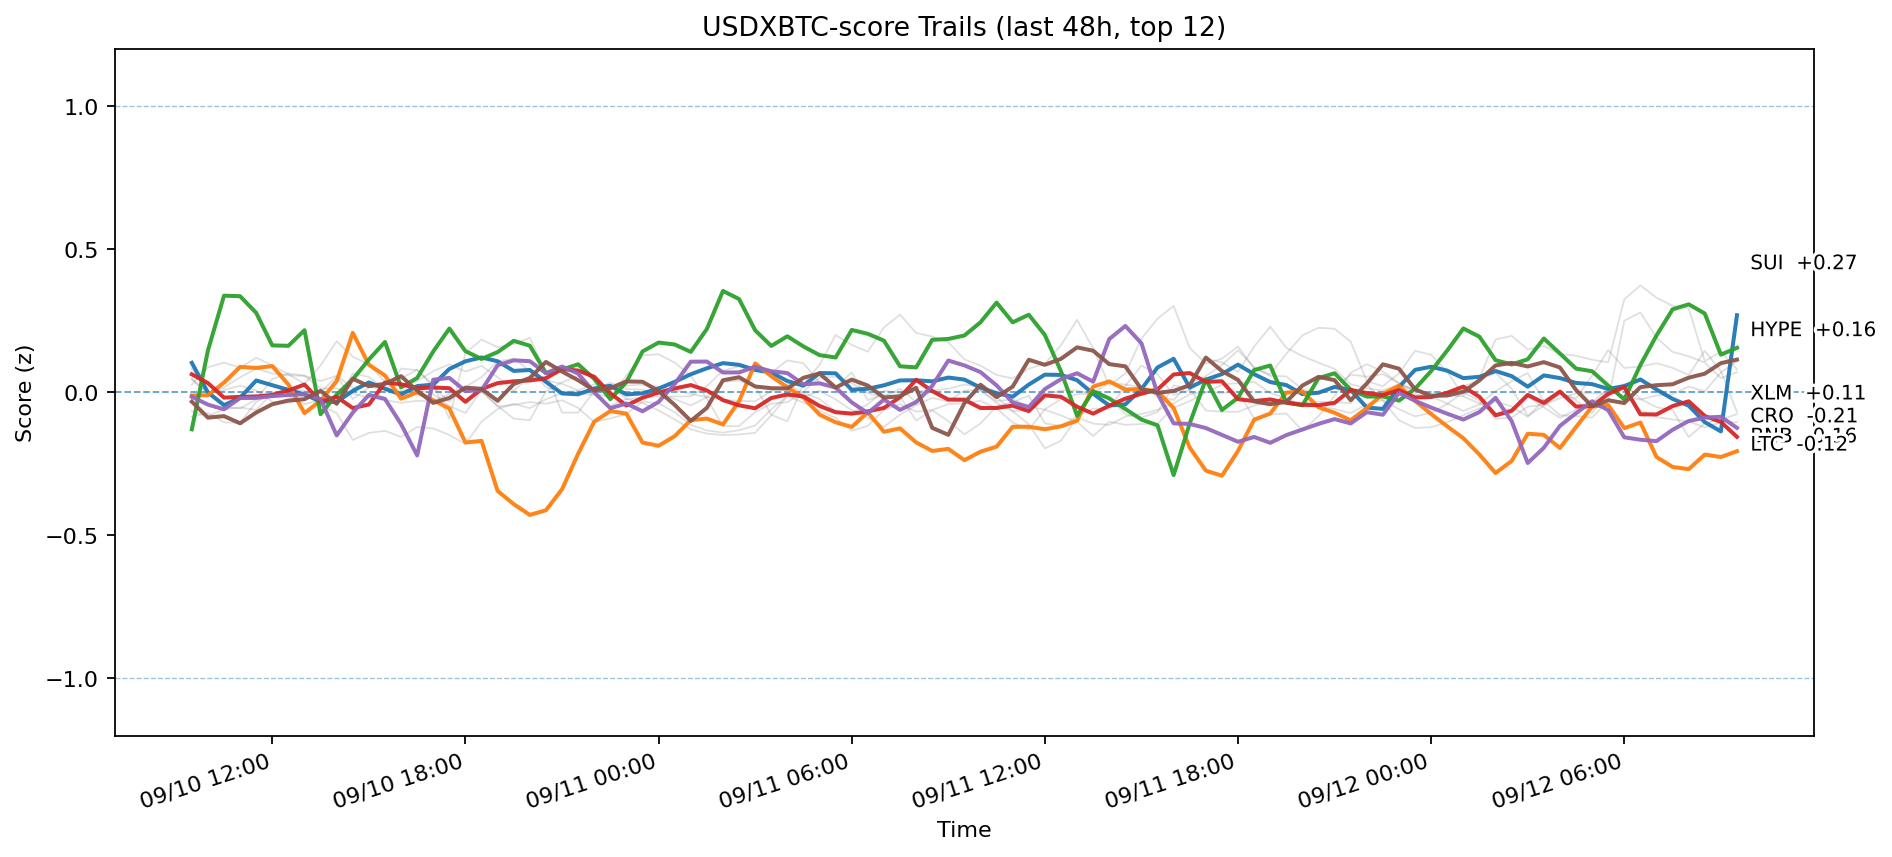 USDXBTC-score Trails (last 48h, top 12)
Score (z)
1.0
0.5
0.0
−0.5
−1.0
SUI +0.27
HYPE +0.16
XLM +0.11
CRO -0.21
LTC -0.12
09/10 12:00
09/10 18:00
09/11 00:00
09/11 06:00
09/11 12:00
09/11 18:00
09/12 00:00
09/12 06:00
Time